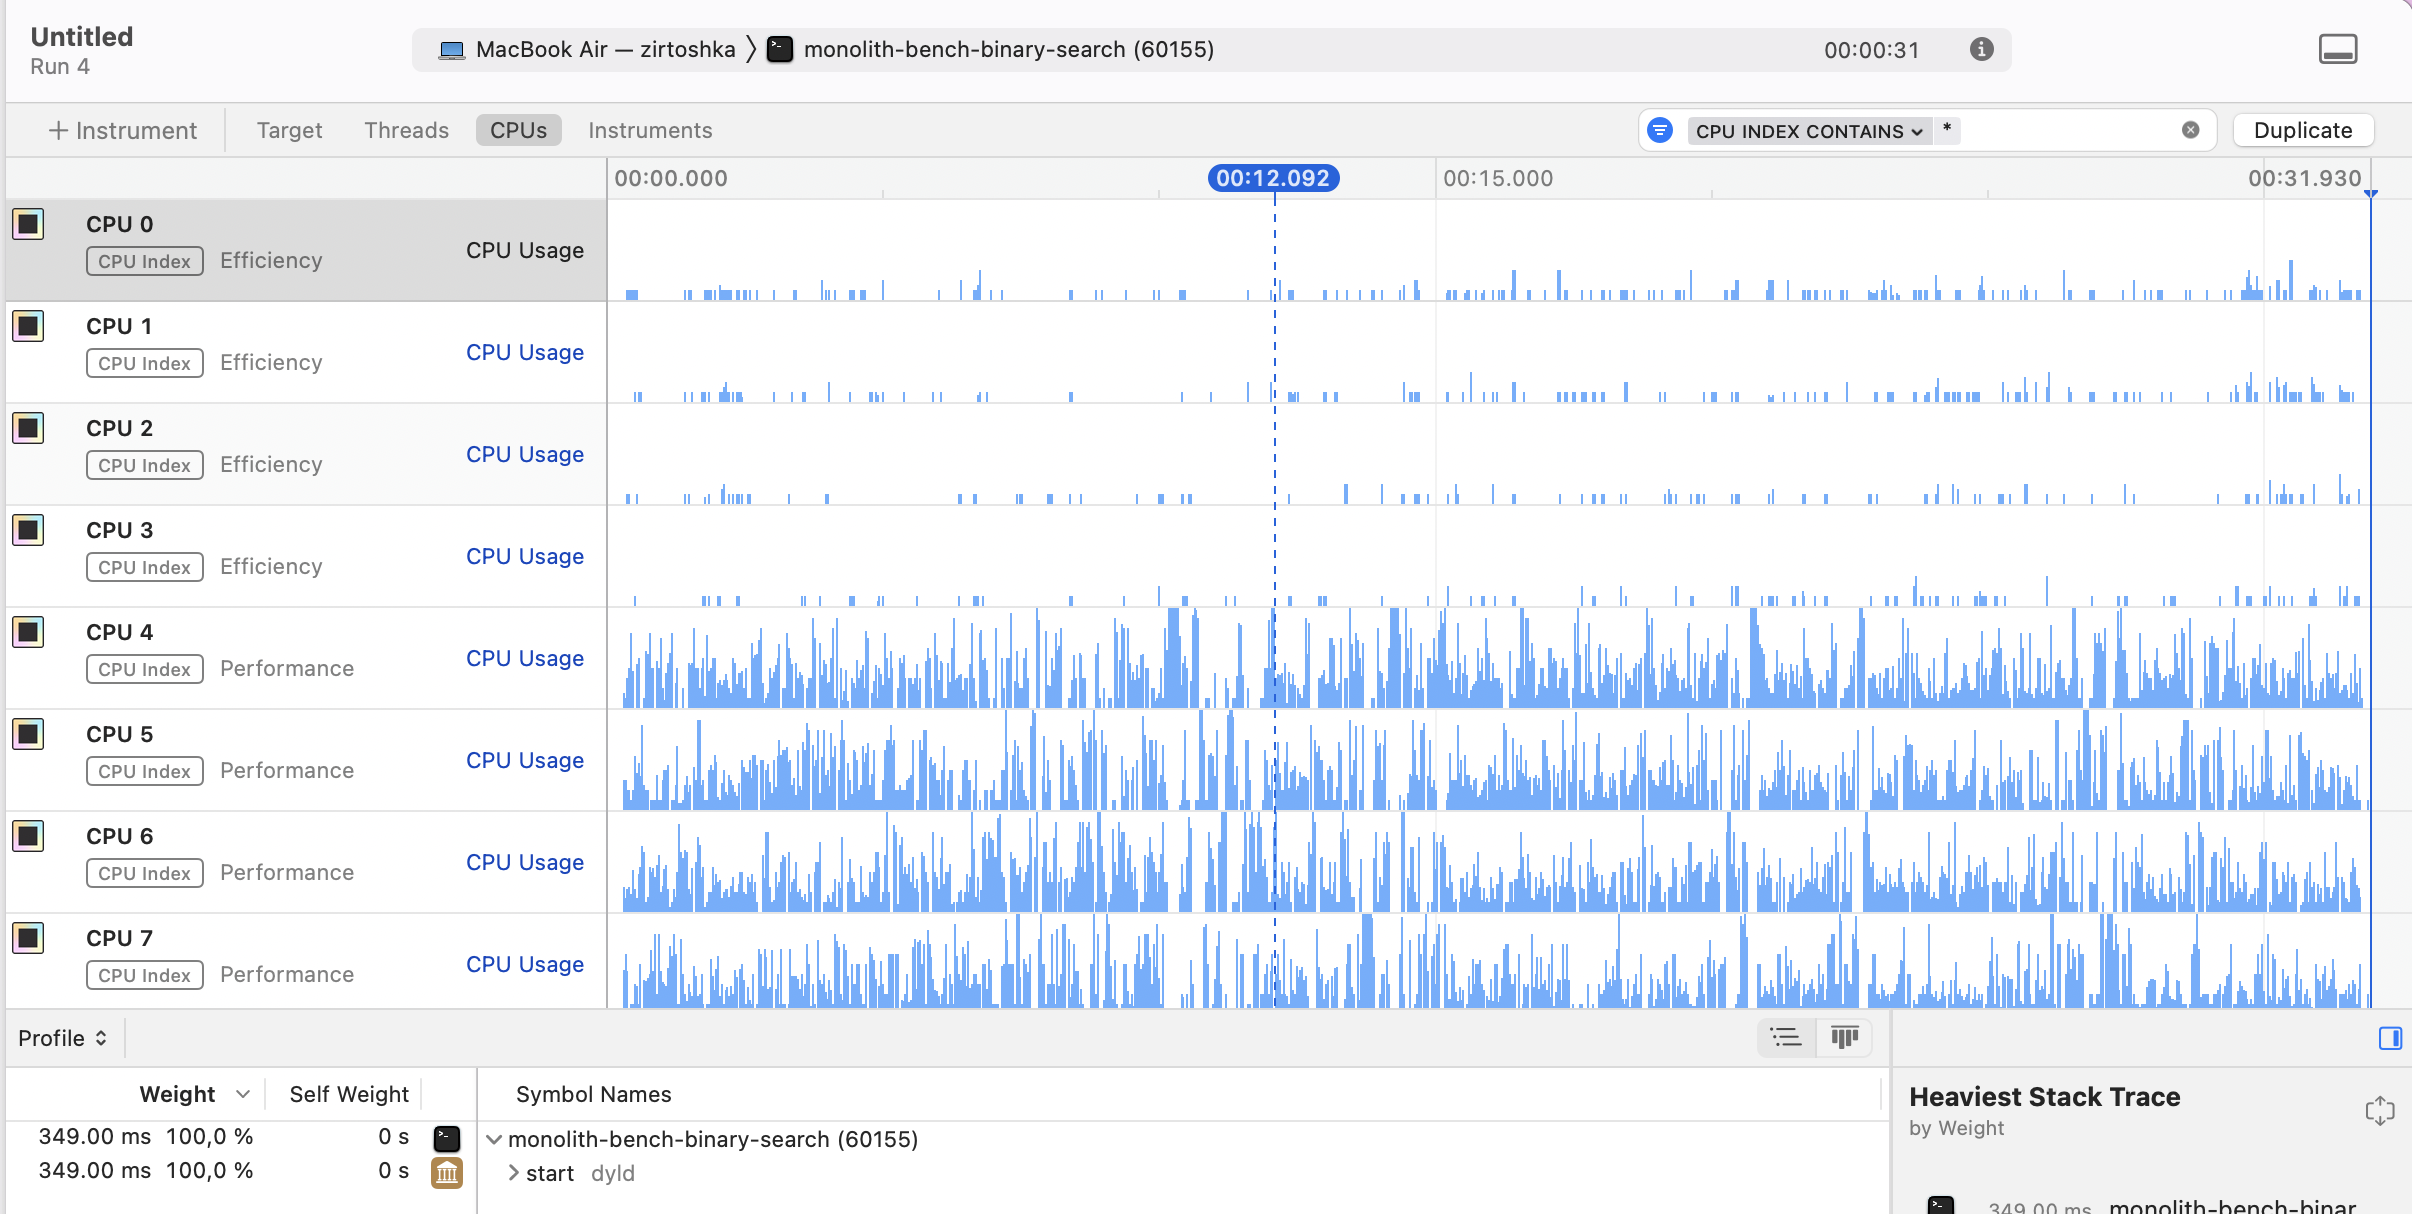 Untitled
Run 4
MacBook Air — zirtoshka
monolith-bench-binary-search (60155)
00:00:31
+ Instrument
Target
Threads
CPUs
Instruments
CPU INDEX CONTAINS
*
Duplicate
00:00.000
00:12.092
00:15.000
00:31.930
CPU 0
CPU Index
Efficiency
CPU Usage
CPU 1
CPU Index
Efficiency
CPU Usage
CPU 2
CPU Index
Efficiency
CPU Usage
CPU 3
CPU Index
Efficiency
CPU Usage
CPU 4
CPU Index
Performance
CPU Usage
CPU 5
CPU Index
Performance
CPU Usage
CPU 6
CPU Index
Performance
CPU Usage
CPU 7
CPU Index
Performance
CPU Usage
Profile
Weight
Self Weight
Symbol Names
349.00 ms 100,0 % 0 s monolith-bench-binary-search (60155)
349.00 ms 100,0 % 0 s start dyld
Heaviest Stack Trace
by Weight
349.00 ms monolith-bench-binar